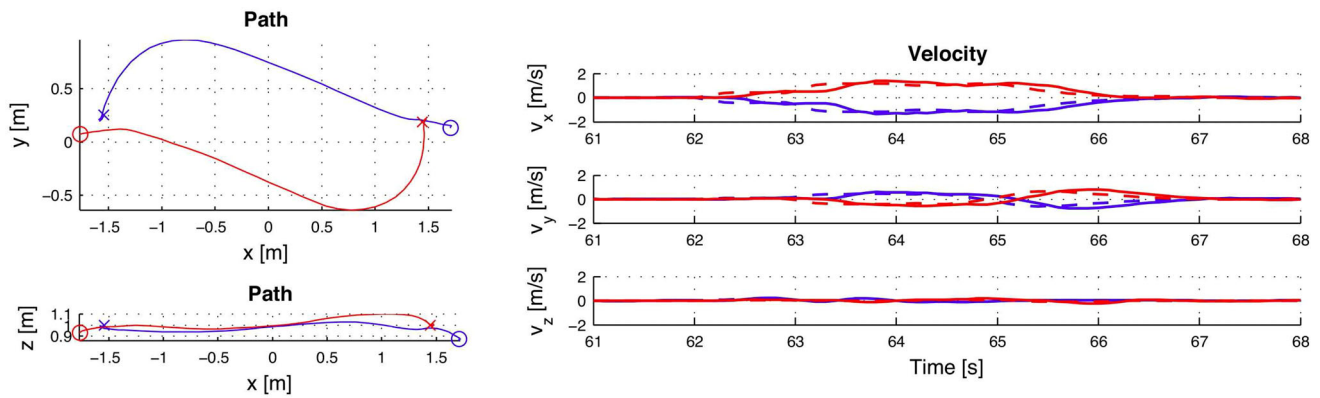 Path
0.5
0
−0.5
y [m]
−1.5 −1 −0.5 0 0.5 1 1.5
x [m]
Path
1.1
0.9
z [m]
−1.5 −1 −0.5 0 0.5 1 1.5
x [m]
Velocity
2
0
−2
v_x [m/s]
61 62 63 64 65 66 67 68
2
0
−2
v_y [m/s]
61 62 63 64 65 66 67 68
2
0
−2
v_z [m/s]
61 62 63 64 65 66 67 68
Time [s]